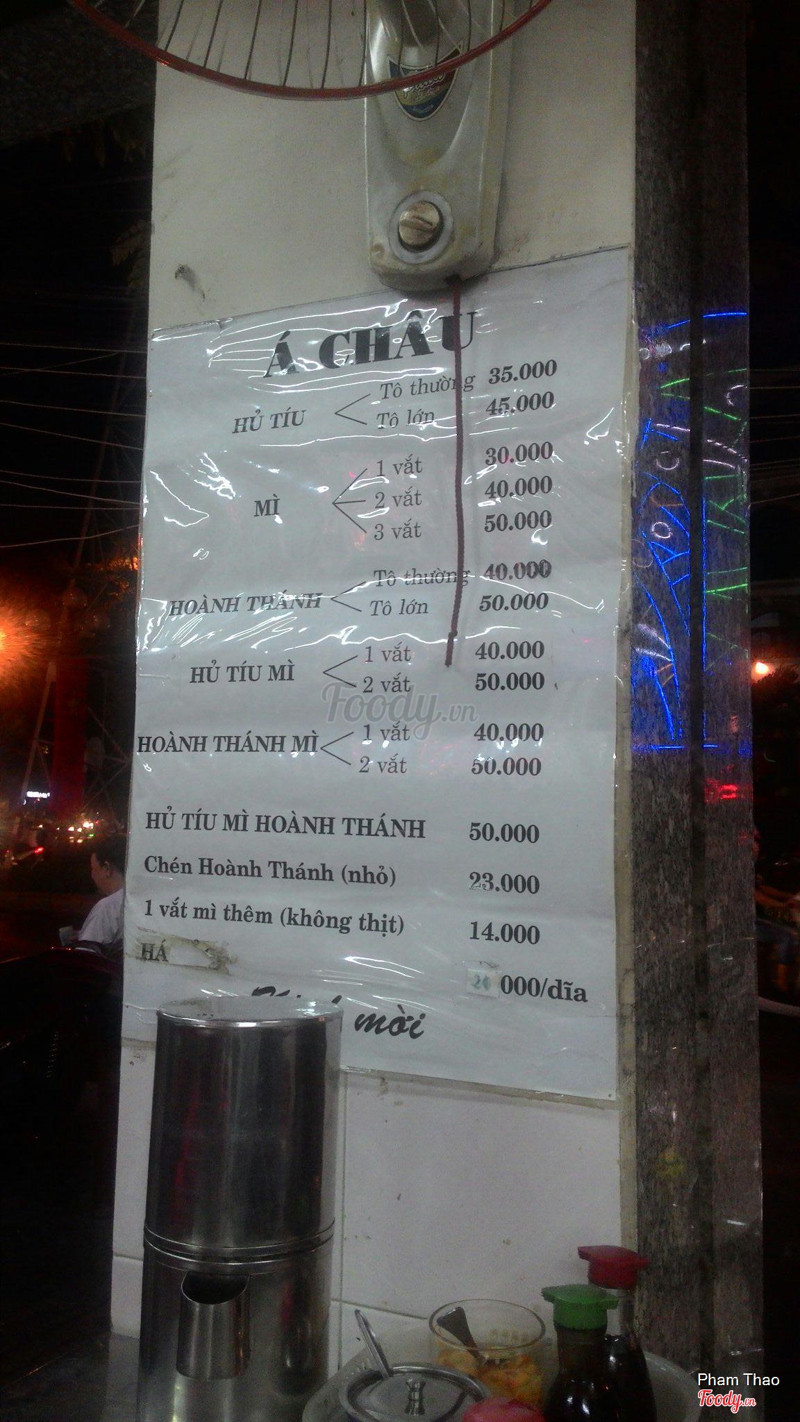 Á CHÂU
Tô thường 35.000
HỦ TÍU
Tô lớn 45.000
1 vắt 30.000
MÌ 2 vắt 40.000
3 vắt 50.000
Tô thường 40.000
HOÀNH THÁNH
Tô lớn 50.000
1 vắt 40.000
HỦ TÍU MÌ
2 vắt 50.000
Foody.vn
1 vắt 40.000
HOÀNH THÁNH MÌ
2 vắt 50.000
HỦ TÍU MÌ HOÀNH THÁNH 50.000
Chén Hoành Thánh (nhỏ) 23.000
1 vắt mì thêm (không thịt) 14.000
HÁ 000/dĩa
mời
Pham Thao
Foody.vn